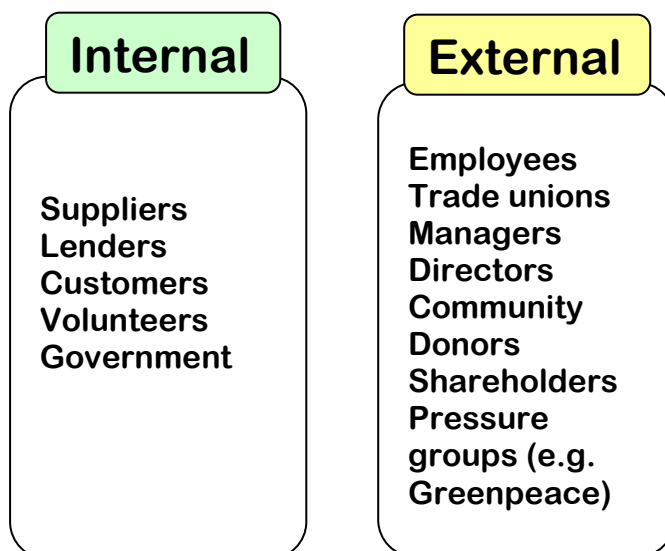 Internal
Suppliers
Lenders
Customers
Volunteers
Government
External
Employees
Trade unions
Managers
Directors
Community
Donors
Shareholders
Pressure
groups (e.g.
Greenpeace)